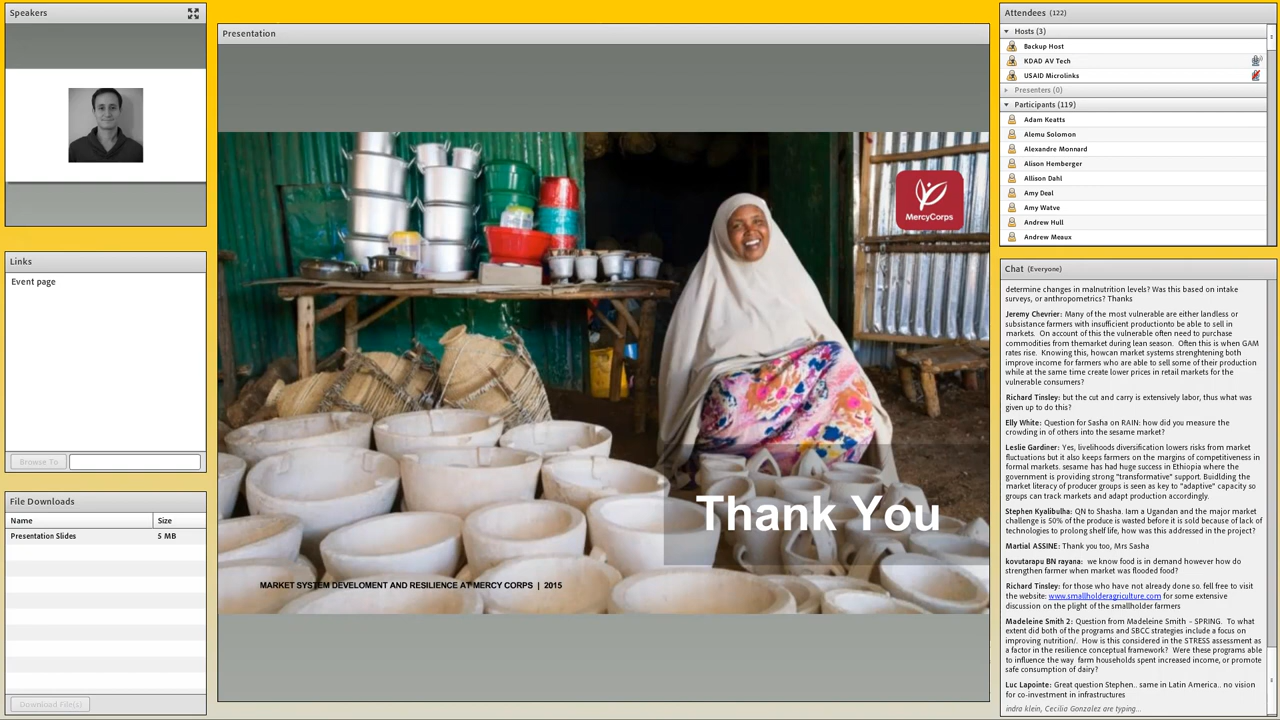 Speakers
Links
Event page
Browse To
File Downloads
Name Size
Presentation Slides 5 MB
Download File(s)
Presentation
MercyCorps
Thank You
MARKET SYSTEM DEVELOMENT AND RESILIENCE AT MERCY CORPS | 2015
Attendees (122)
Hosts (3)
Backup Host
KDAD AV Tech
USAID Microlinks
Presenters (0)
Participants (119)
Adam Keatts
Alemu Solomon
Alexandre Monnard
Alison Hemberger
Allison Dahl
Amy Deal
Amy Watve
Andrew Hull
Andrew Meaux
Chat (Everyone)
determine changes in malnutrition levels? Was this based on intake
surveys, or anthropometrics? Thanks
Jeremy Chevrier: Many of the most vulnerable are either landless or
subsistance farmers with insufficient productionto be able to sell in
markets. On account of this the vulnerable often need to purchase
commodities from themarket during lean season. Often this is when GAM
rates rise. Knowing this, howcan market systems strenghtening both
improve income for farmers who are able to sell some of their production
while at the same time create lower prices in retail markets for the
vulnerable consumers?
Richard Tinsley: but the cut and carry is extensively labor, thus what was
given up to do this?
Elly White: Question for Sasha on RAIN: how did you measure the
crowding in of others into the sesame market?
Leslie Gardiner: Yes, livelihoods diversification lowers risks from market
fluctuations but it also keeps farmers on the margins of competitiveness in
formal markets. sesame has had huge success in Ethiopia where the
government is providing strong "transformative" support. Buidlding the
market literacy of producer groups is seen as key to "adaptive" capacity so
groups can track markets and adapt production accordingly.
Stephen Kyalibulha: QN to Shasha. Iam a Ugandan and the major market
challenge is 50% of the produce is wasted before it is sold because of lack of
technologies to prolong shelf life, how was this addressed in the project?
Martial ASSINE: Thank you too, Mrs Sasha
kovutarapu BN rayana: we know food is in demand however how do
strengthen farmer when market was flooded food?
Richard Tinsley: for those who have not already done so. fell free to visit
the website: www.smallholderagriculture.com for some extensive
discussion on the plight of the smallholder farmers
Madeleine Smith 2: Question from Madeleine Smith - SPRING. To what
extent did both of the programs and SBCC strategies include a focus on
improving nutrition/. How is this considered in the STRESS assessment as
a factor in the resilience conceptual framework? Were these programs able
to influence the way farm households spent increased income, or promote
safe consumption of dairy?
Luc Lapointe: Great question Stephen.. same in Latin America.. no vision
for co-investment in infrastructures
indra klein, Cecilia Gonzalez are typing...